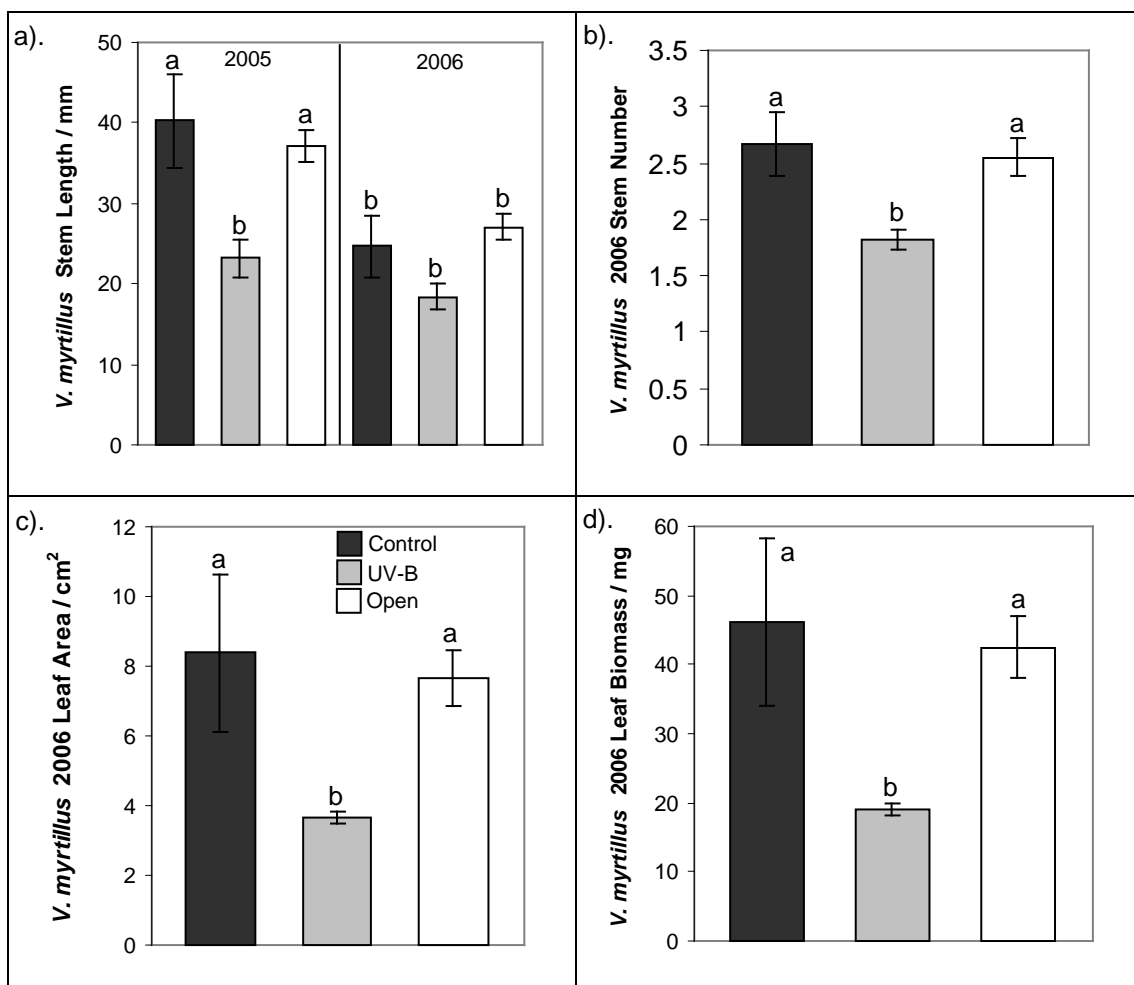 a).
50
40
30
20
10
0
V. myrtillus Stem Length / mm
2005 2006
a b a b b b
b).
3.5
3
2.5
2
1.5
1
0.5
0
V. myrtillus 2006 Stem Number
a b a
c).
12
10
8
6
4
2
0
V. myrtillus 2006 Leaf Area / cm²
Control
UV-B
Open
a b a
d).
60
50
40
30
20
10
0
V. myrtillus 2006 Leaf Biomass / mg
a b a